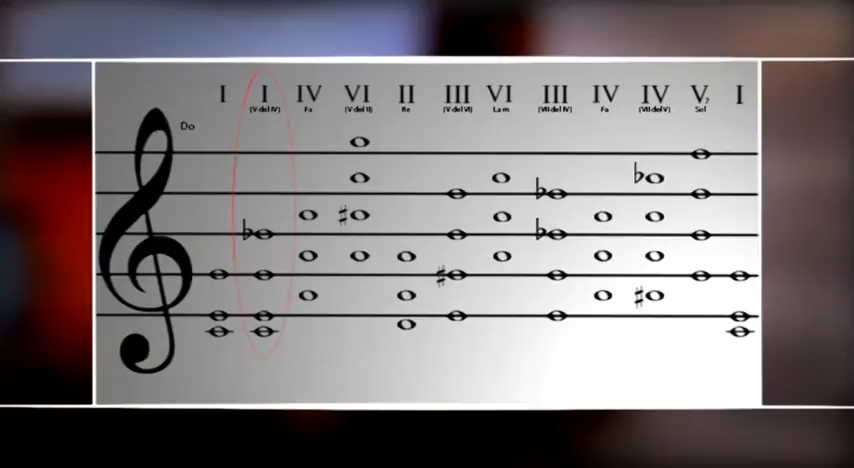 I I IV VI II III VI III IV IV V7 I
(V del IV) Fa (V del II) Re (V del VI) La m (VII del IV) Fa (VII del V) Sol
Do